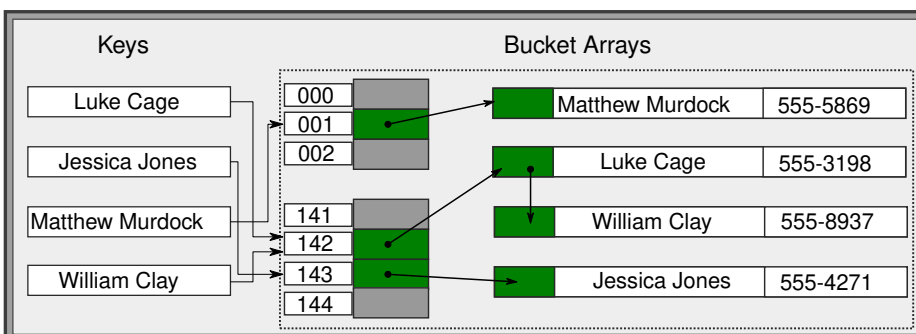 Keys
Bucket Arrays
Luke Cage
Jessica Jones
Matthew Murdock
William Clay
000
001
002
141
142
143
144
Matthew Murdock 555-5869
Luke Cage 555-3198
William Clay 555-8937
Jessica Jones 555-4271